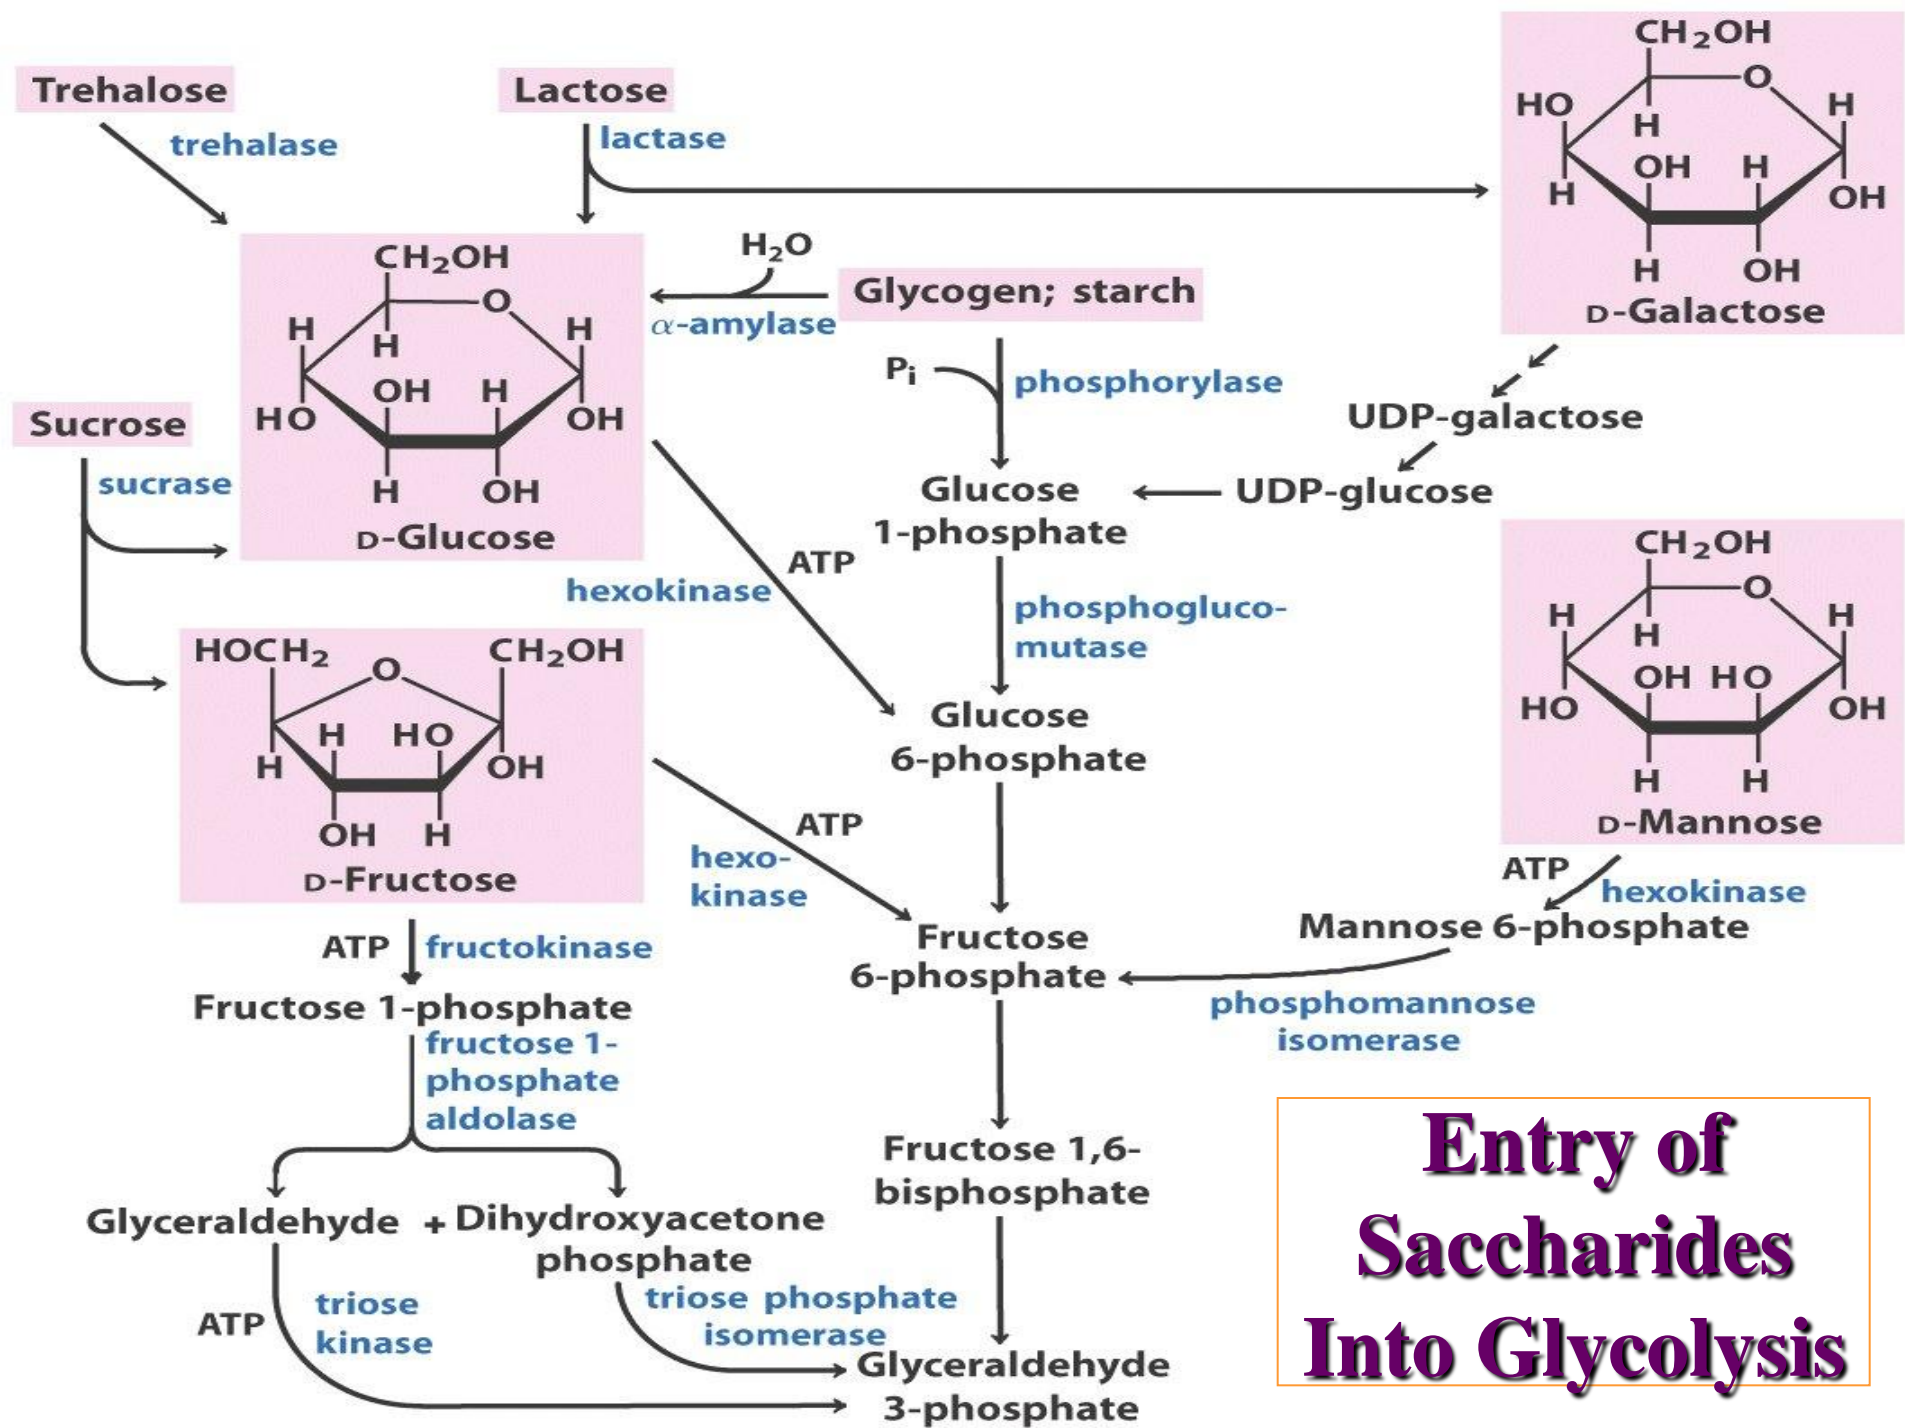 Trehalose
trehalase
Lactose
lactase
CH2OH
O
HO
H
H
H
OH
H
OH
H
OH
D-Galactose
CH2OH
O
H
H
H
OH
H
HO
OH
H
OH
D-Glucose
H2O
α-amylase
Glycogen; starch
Pi
phosphorylase
UDP-galactose
UDP-glucose
Glucose
1-phosphate
Sucrose
sucrase
ATP
hexokinase
phosphogluco-
mutase
Glucose
6-phosphate
CH2OH
O
H
H
H
OH
HO
HO
OH
H
H
D-Mannose
ATP
hexokinase
Mannose 6-phosphate
phosphomannose
isomerase
HOCH2
O
CH2OH
H
HO
H
OH
OH
H
D-Fructose
ATP
hexo-
kinase
Fructose
6-phosphate
ATP
fructokinase
Fructose 1-phosphate
fructose 1-
phosphate
aldolase
Fructose 1,6-
bisphosphate
Glyceraldehyde + Dihydroxyacetone
phosphate
ATP
triose
kinase
triose phosphate
isomerase
Glyceraldehyde
3-phosphate
Entry of
Saccharides
Into Glycolysis